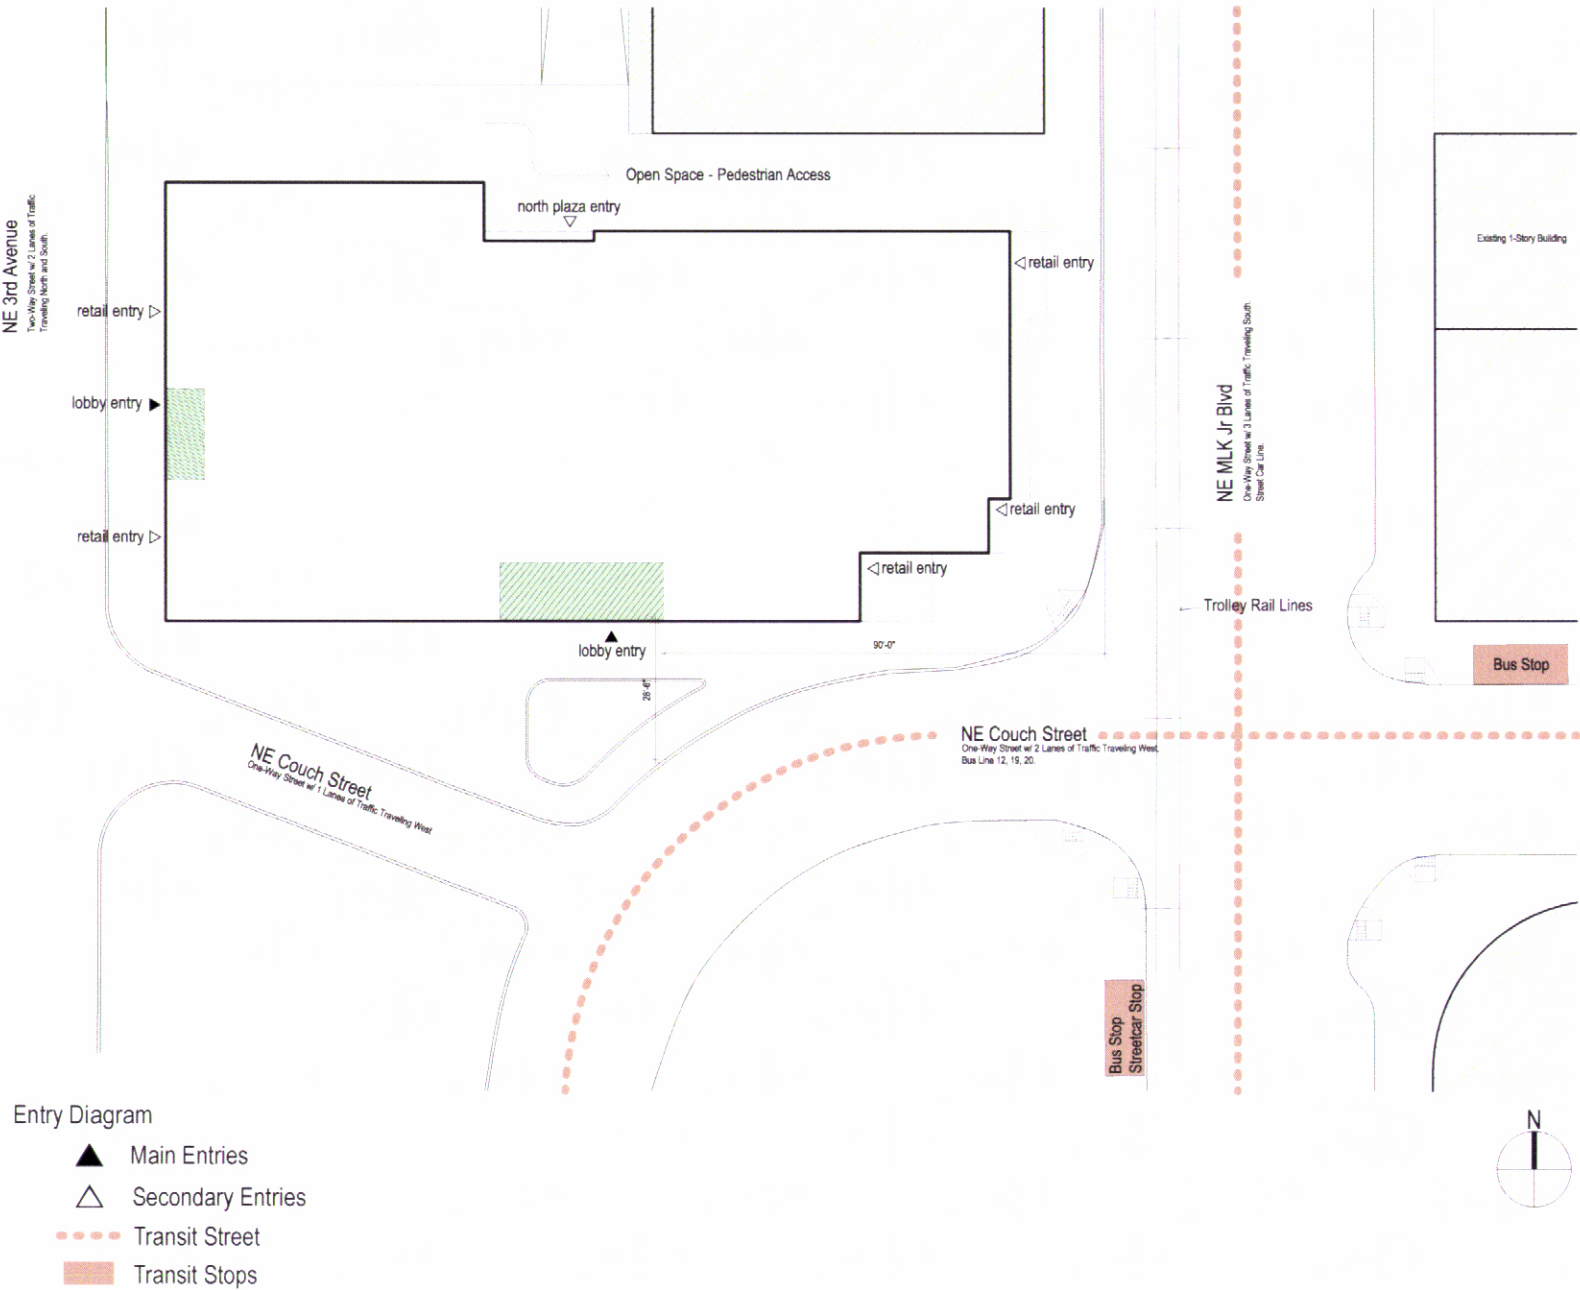 Open Space - Pedestrian Access
north plaza entry
NE 3rd Avenue
Two-Way Street w/ 2 Lanes of Traffic
Traveling North and South.
Existing 1-Story Building
retail entry
retail entry
lobby entry
NE MLK Jr Blvd
One-Way Street w/ 3 Lanes of Traffic Traveling South.
Street Car Line.
retail entry
retail entry
retail entry
Trolley Rail Lines
lobby entry
90'-0"
26'-6"
Bus Stop
NE Couch Street
One-Way Street w/ 2 Lanes of Traffic Traveling West.
Bus Line 12, 19, 20.
NE Couch Street
One-Way Street w/ 1 Lanes of Traffic Traveling West
Bus Stop
Streetcar Stop
Entry Diagram
Main Entries
Secondary Entries
Transit Street
Transit Stops
N